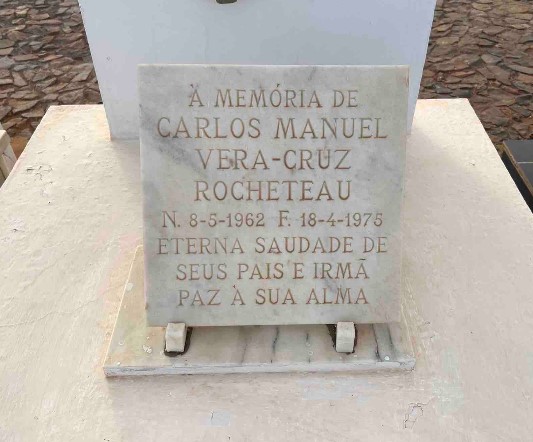 À MEMÓRIA DE
CARLOS MANUEL
VERA-CRUZ
ROCHETEAU
N. 8-5-1962 F. 18-4-1975
ETERNA SAUDADE DE
SEUS PAIS E IRMÃ
PAZ À SUA ALMA